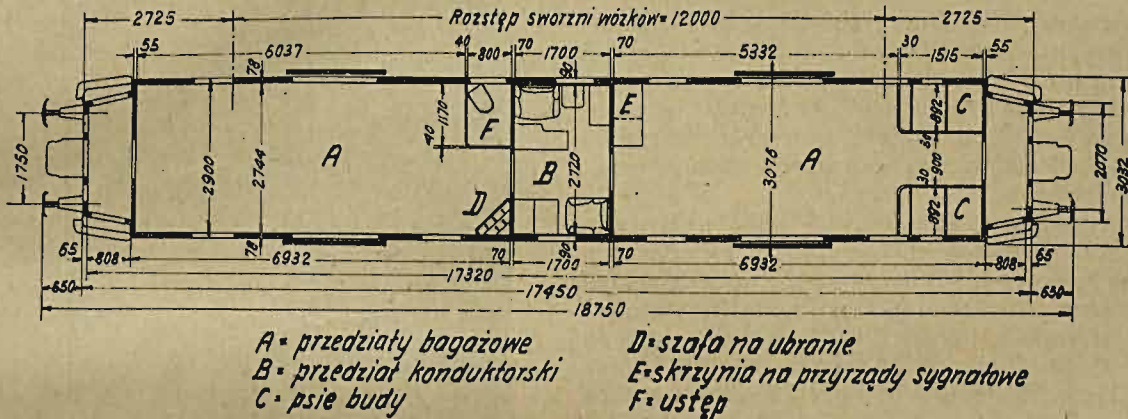 2725 Rozstęp sworzni wózków=12000 2725
55 6037 40 800 70 1700 70 5332 30 1515 55
78 90
1750 2900 2744 A 40 1170 F D B 2720 E 3076 A 892 C 30 900 30 892 C 2070 3032
78 90
65 808 6932 70 1700 70 6932 808 65
17320
650 17450 650
18750
A= przedziały bagażowe
B= przedział konduktorski
C= psie budy
D=szafa na ubranie
E=skrzynia na przyrządy sygnałowe
F=ustęp